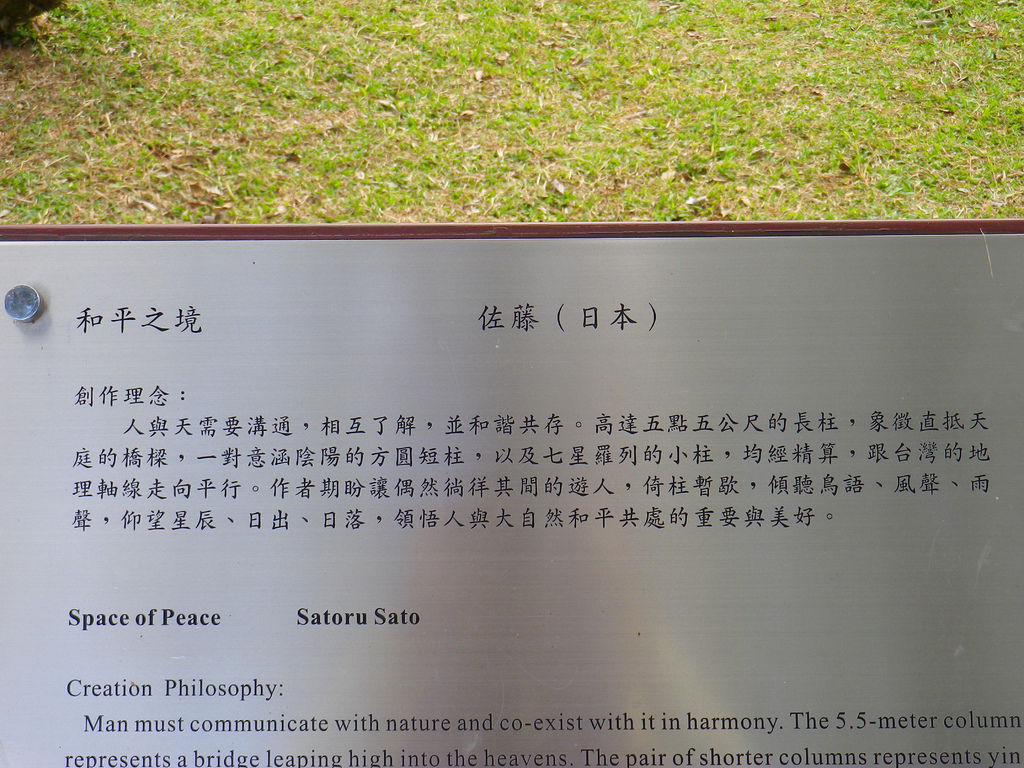 和平之境 佐藤（日本）
創作理念：
人與天需要溝通，相互了解，並和諧共存。高達五點五公尺的長柱，象徵直抵天
庭的橋樑，一對意涵陰陽的方圓短柱，以及七星羅列的小柱，均經精算，跟台灣的地
理軸線走向平行。作者期盼讓偶然徜徉其間的遊人，倚柱暫歇，傾聽鳥語、風聲、雨
聲，仰望星辰、日出、日落，領悟人與大自然和平共處的重要與美好。
Space of Peace Satoru Sato
Creation Philosophy:
Man must communicate with nature and co-exist with it in harmony. The 5.5-meter column
represents a bridge leaping high into the heavens. The pair of shorter columns represents yin